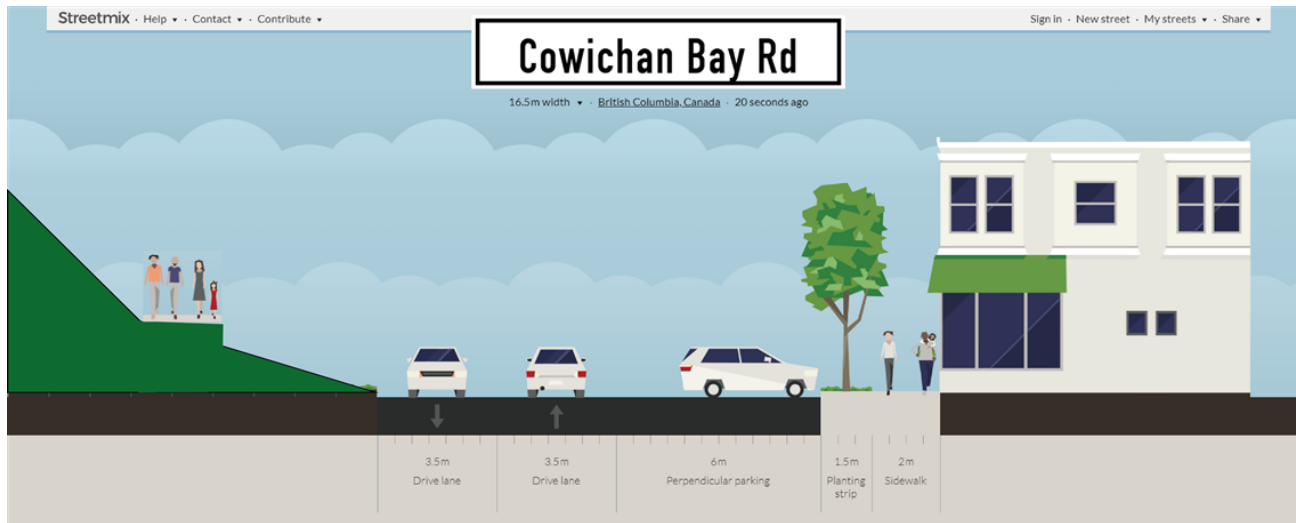 Streetmix · Help ▾ · Contact ▾ · Contribute ▾
Sign in · New street · My streets ▾ · Share ▾
Cowichan Bay Rd
16.5m width ▾ · British Columbia, Canada · 20 seconds ago
3.5m
Drive lane
3.5m
Drive lane
6m
Perpendicular parking
1.5m
Planting
strip
2m
Sidewalk